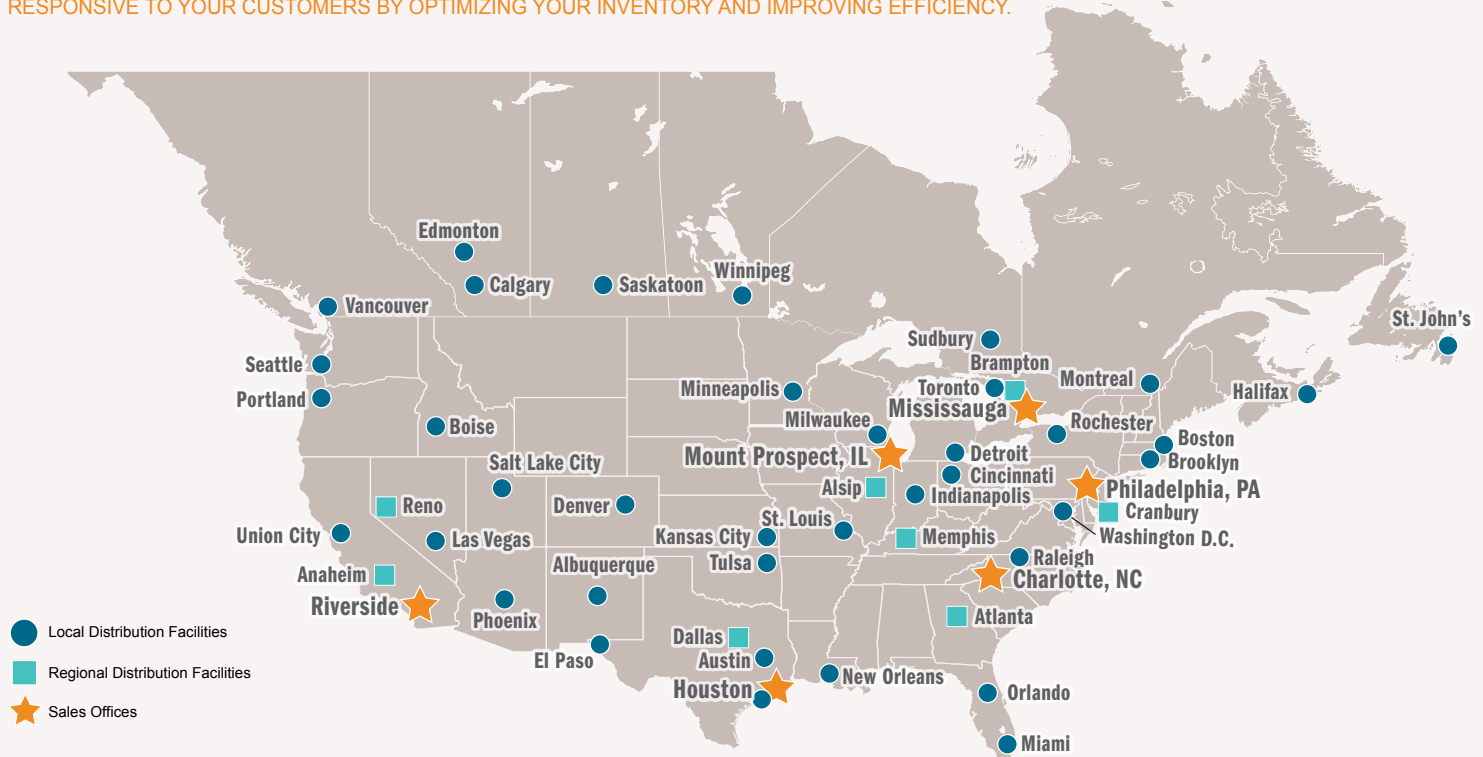 RESPONSIVE TO YOUR CUSTOMERS BY OPTIMIZING YOUR INVENTORY AND IMPROVING EFFICIENCY.
Edmonton
Calgary
Saskatoon
Winnipeg
Vancouver
St. John's
Sudbury
Brampton
Seattle
Toronto
Montreal
Minneapolis
Halifax
Portland
Mississauga
Milwaukee
Rochester
Boise
Boston
Mount Prospect, IL
Detroit
Brooklyn
Salt Lake City
Cincinnati
Alsip
Indianapolis
Philadelphia, PA
Reno
Denver
Cranbury
St. Louis
Union City
Las Vegas
Kansas City
Memphis
Washington D.C.
Albuquerque
Tulsa
Raleigh
Anaheim
Charlotte, NC
Riverside
Phoenix
Atlanta
Local Distribution Facilities
Dallas
El Paso
Austin
Regional Distribution Facilities
New Orleans
Houston
Orlando
Sales Offices
Miami